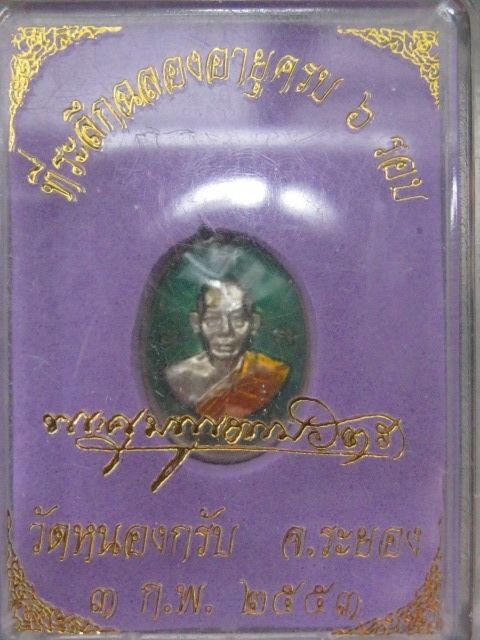 ที่ระลึกฉลองอายุครบ ๖ รอบ
วัดหนองกรับ จ.ระยอง
๓ ก.พ. ๒๕๕๓